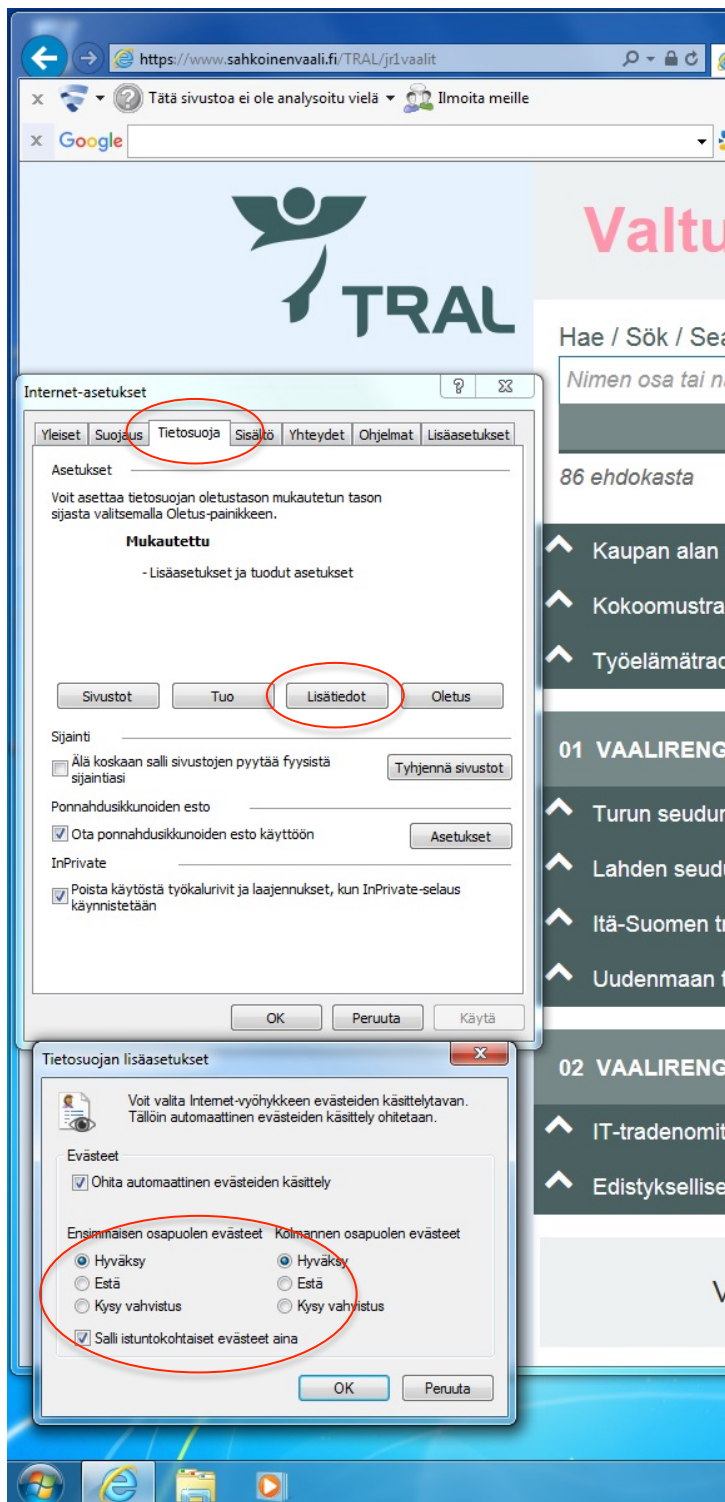 https://www.sahkoinenvaali.fi/TRAL/jr1vaalit
x Tätä sivustoa ei ole analysoitu vielä Ilmoita meille
x Google
TRAL
Valtu
Hae / Sök / Sea
Nimen osa tai n
86 ehdokasta
Kaupan alan
Kokoomustra
Työelämätrad
01 VAALIRENG
Turun seudun
Lahden seudu
Itä-Suomen tr
Uudenmaan t
02 VAALIRENG
IT-tradenomit
Edistyksellise
V
Internet-asetukset
Yleiset Suojaus Tietosuoja Sisältö Yhteydet Ohjelmat Lisäasetukset
Asetukset
Voit asettaa tietosuojan oletustason mukautetun tason
sijasta valitsemalla Oletus-painikkeen.
Mukautettu
- Lisäasetukset ja tuodut asetukset
Sivustot Tuo Lisätiedot Oletus
Sijainti
Älä koskaan salli sivustojen pyytää fyysistä
sijaintiasi
Tyhjennä sivustot
Ponnahdusikkunoiden esto
Ota ponnahdusikkunoiden esto käyttöön
Asetukset
InPrivate
Poista käytöstä työkalurivit ja laajennukset, kun InPrivate-selaus
käynnistetään
OK Peruuta Käytä
Tietosuojan lisäasetukset
Voit valita Internet-vyöhykkeen evästeiden käsittelytavan.
Tällöin automaattinen evästeiden käsittely ohitetaan.
Evästeet
Ohita automaattinen evästeiden käsittely
Ensimmäisen osapuolen evästeet Kolmannen osapuolen evästeet
Hyväksy Hyväksy
Estä Estä
Kysy vahvistus Kysy vahvistus
Salli istuntokohtaiset evästeet aina
OK Peruuta